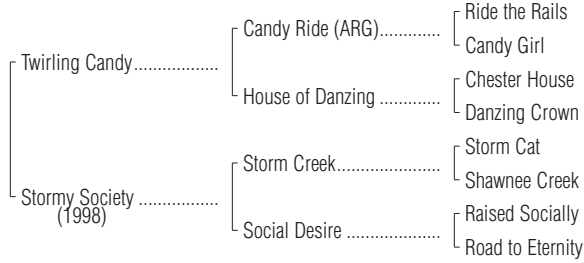 Ride the Rails
Candy Ride (ARG).............
Candy Girl
Twirling Candy..................
Chester House
House of Danzing .............
Danzing Crown
Storm Cat
Storm Creek......................
Shawnee Creek
Stormy Society .................
(1998)
Raised Socially
Social Desire ....................
Road to Eternity